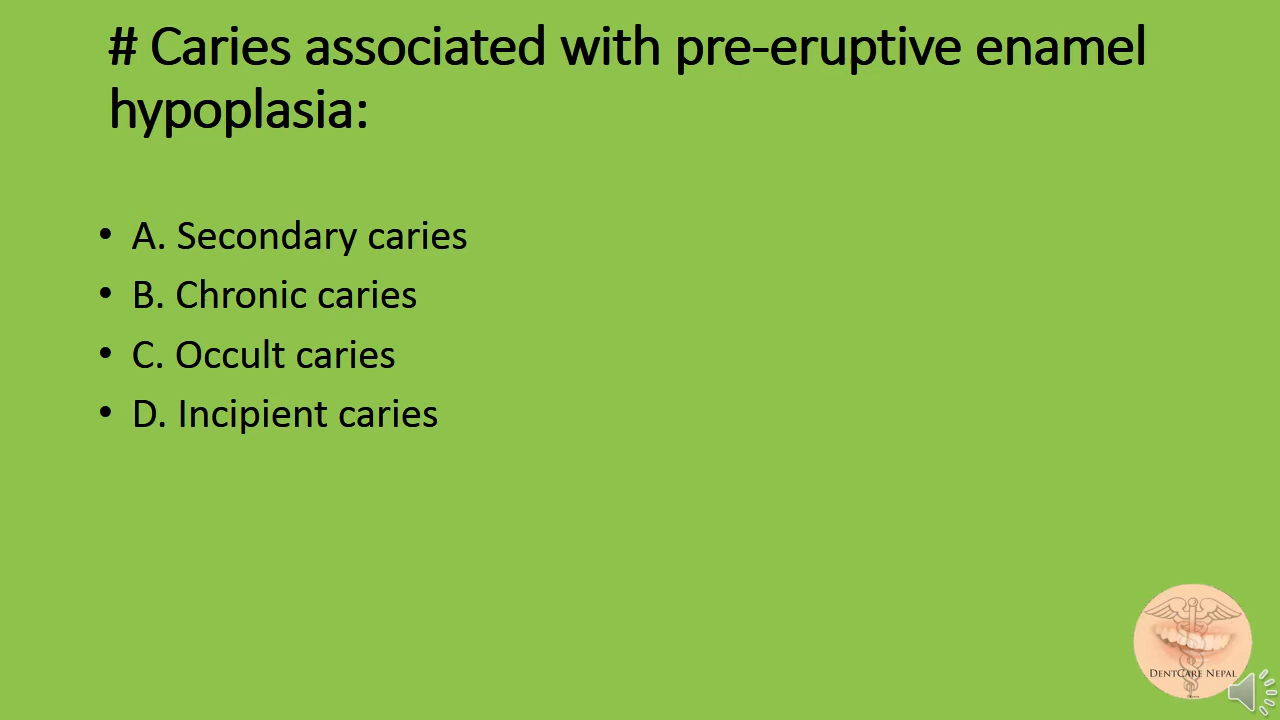 # Caries associated with pre-eruptive enamel
hypoplasia:
• A. Secondary caries
• B. Chronic caries
• C. Occult caries
• D. Incipient caries
DENTCARE NEPAL